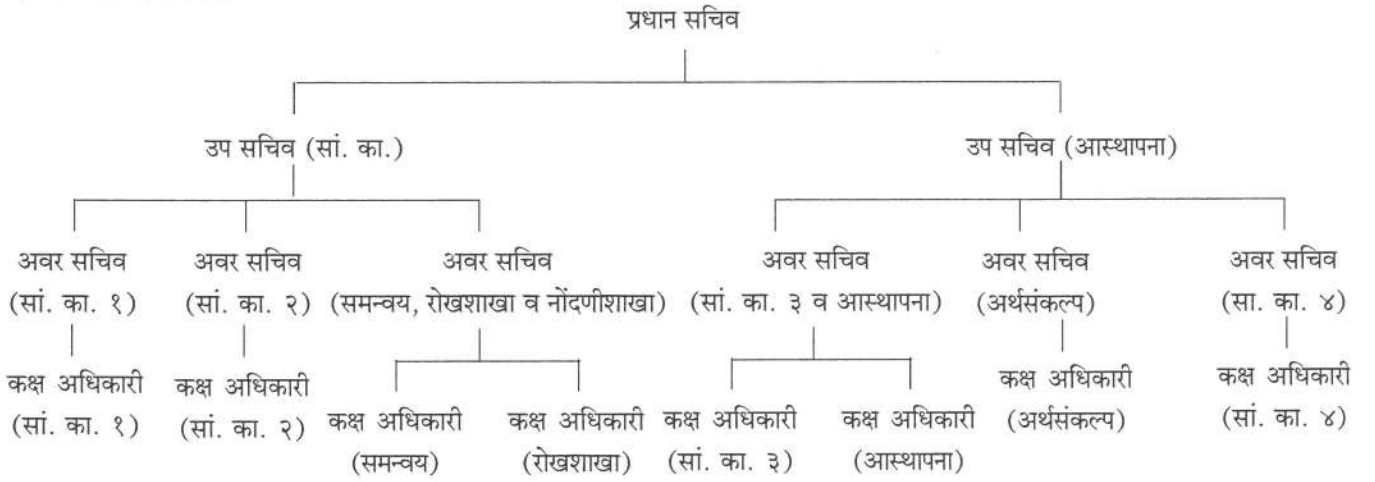 प्रधान सचिव
उप सचिव (सां. का.)
उप सचिव (आस्थापना)
अवर सचिव
(सां. का. १)
अवर सचिव
(सां. का. २)
अवर सचिव
(समन्वय, रोखशाखा व नोंदणीशाखा)
अवर सचिव
(सां. का. ३ व आस्थापना)
अवर सचिव
(अर्थसंकल्प)
अवर सचिव
(सा. का. ४)
कक्ष अधिकारी
(सां. का. १)
कक्ष अधिकारी
(सां. का. २)
कक्ष अधिकारी
(समन्वय)
कक्ष अधिकारी
(रोखशाखा)
कक्ष अधिकारी
(सां. का. ३)
कक्ष अधिकारी
(आस्थापना)
कक्ष अधिकारी
(अर्थसंकल्प)
कक्ष अधिकारी
(सां. का. ४)